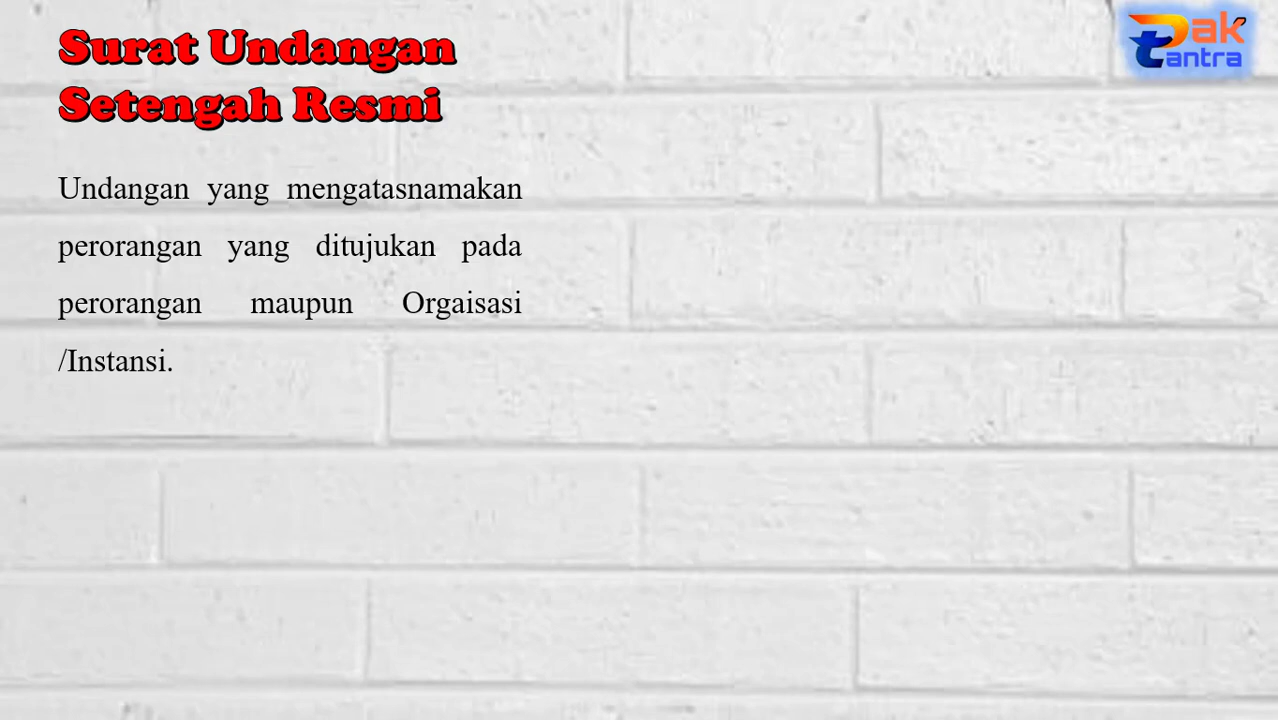 Surat Undangan
Setengah Resmi
Undangan yang mengatasnamakan
perorangan yang ditujukan pada
perorangan maupun Orgaisasi
/Instansi.
Pak
tantra